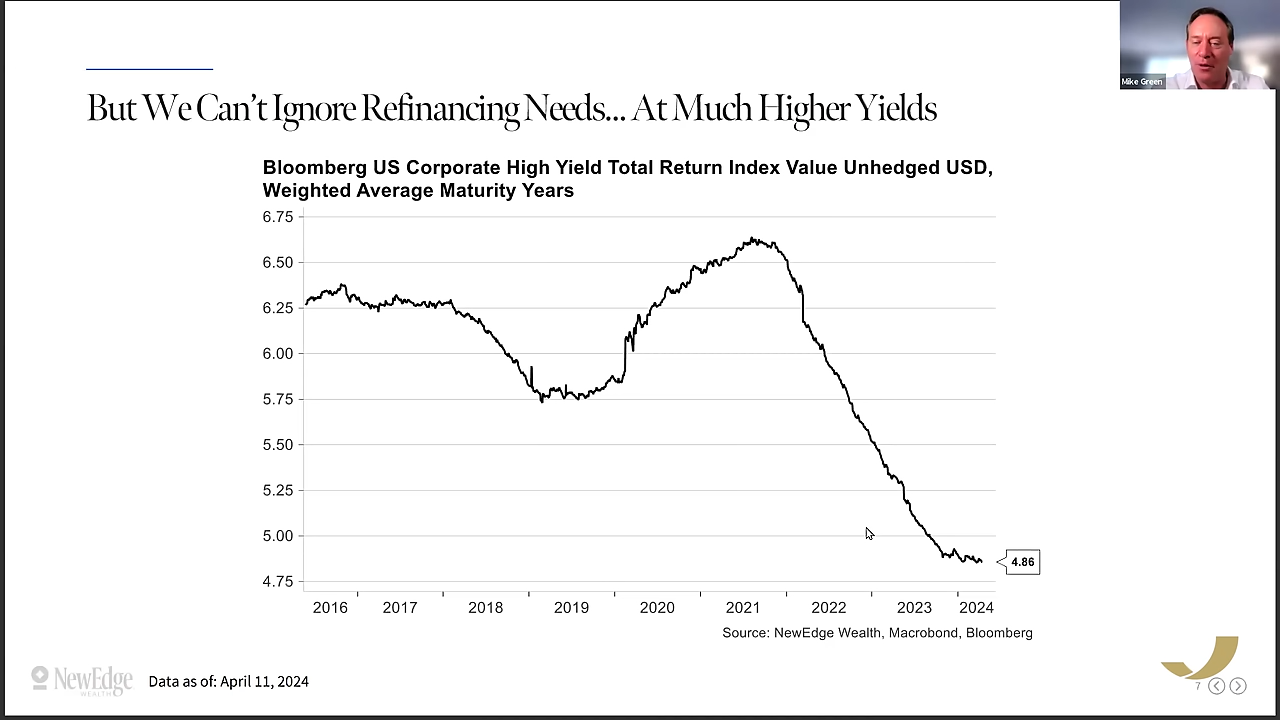 Mike Green
But We Can't Ignore Refinancing Needs... At Much Higher Yields
Bloomberg US Corporate High Yield Total Return Index Value Unhedged USD,
Weighted Average Maturity Years
6.75
6.50
6.25
6.00
5.75
5.50
5.25
5.00
4.75
4.86
2016 2017 2018 2019 2020 2021 2022 2023 2024
Source: NewEdge Wealth, Macrobond, Bloomberg
NewEdge
WEALTH
Data as of: April 11, 2024
7